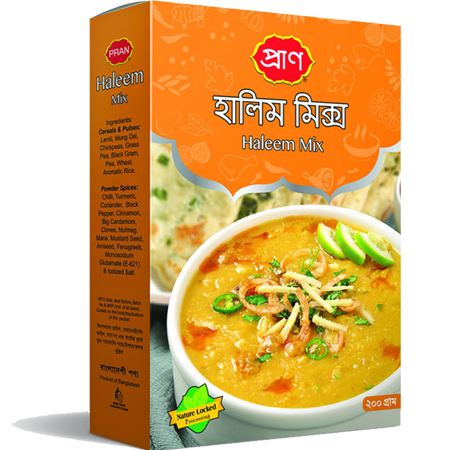 PRAN
Haleem
Mix
Ingredients:
Cereals & Pulses:
Lentil, Mung Dal,
Chickpeas, Grass
Pea, Black Gram,
Pea, Wheat,
Aromatic Rice.
Powder Spices:
Chilli, Turmeric,
Coriander, Black
Pepper, Cinnamon,
Big Cardamom,
Cloves, Nutmeg,
Mace, Mustard Seed,
Aniseed, Fenugreek,
Monosodium
Glutamate (E-621)
& Iodized Salt.
বাংলাদেশী পণ্য
Product of Bangladesh
প্রাণ
হালিম মিক্স
Haleem Mix
Nature Locked
Processing
২০০ গ্রাম